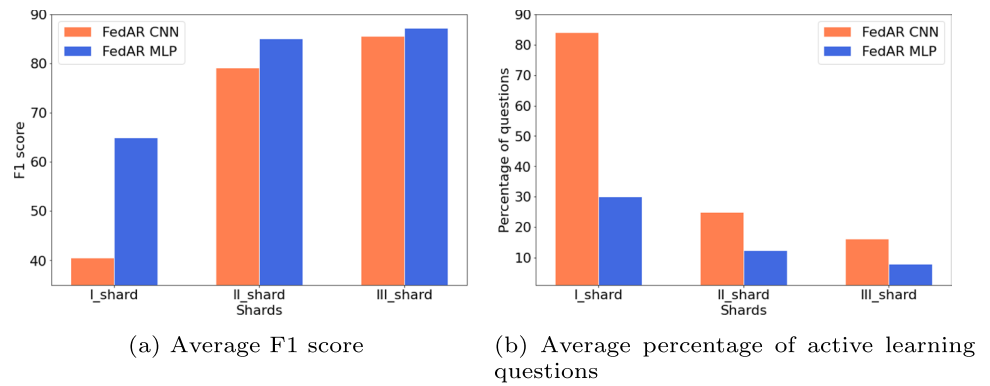 90
80
70
60
50
40
F1 score
FedAR CNN
FedAR MLP
I_shard
II_shard
III_shard
Shards
(a) Average F1 score
90
80
70
60
50
40
30
20
10
Percentage of questions
FedAR CNN
FedAR MLP
I_shard
II_shard
III_shard
Shards
(b) Average percentage of active learning
questions